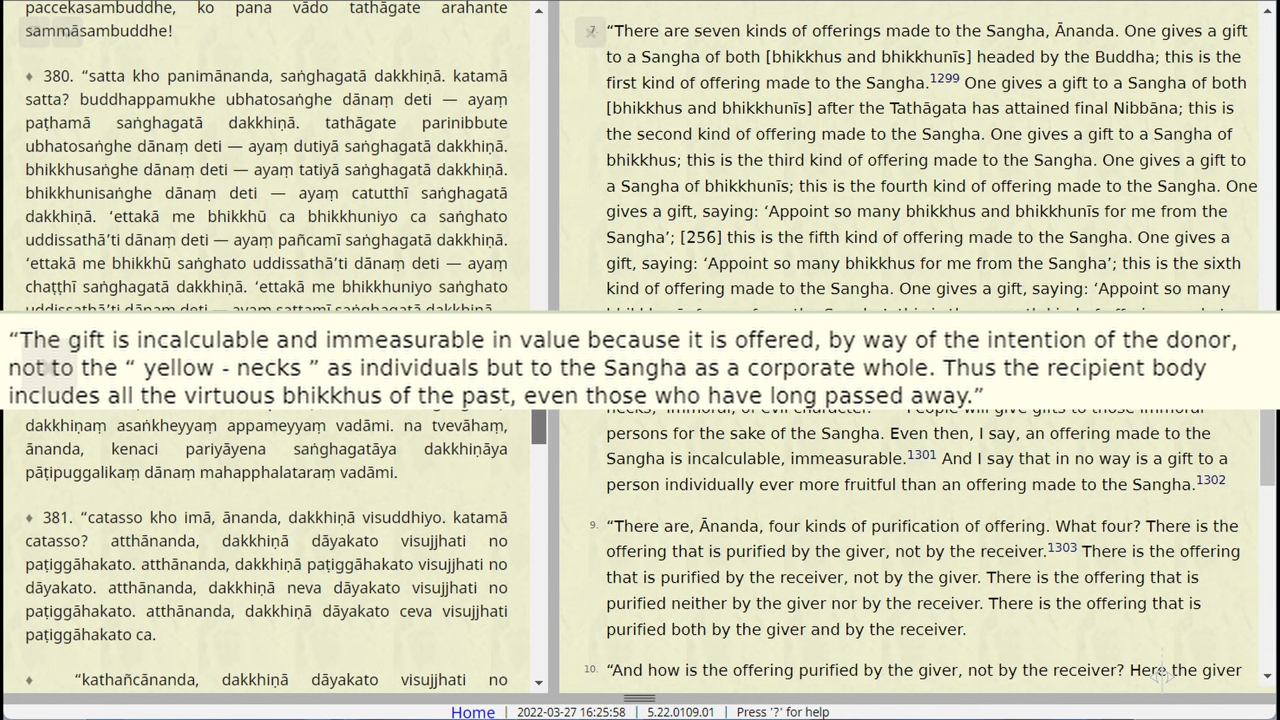 paccekasambuddhe, ko pana vādo tathāgate arahante
sammāsambuddhe!
♦ 380. “satta kho panimānanda, saṅghagatā dakkhiṇā. katamā
satta? buddhappamukhe ubhatosaṅghe dānaṃ deti — ayaṃ
paṭhamā saṅghagatā dakkhiṇā. tathāgate parinibbute
ubhatosaṅghe dānaṃ deti — ayaṃ dutiyā saṅghagatā dakkhiṇā.
bhikkhusaṅghe dānaṃ deti — ayaṃ tatiyā saṅghagatā dakkhiṇā.
bhikkhunisaṅghe dānaṃ deti — ayaṃ catutthī saṅghagatā
dakkhiṇā. ‘ettakā me bhikkhū ca bhikkhuniyo ca saṅghato
uddissathā’ti dānaṃ deti — ayaṃ pañcamī saṅghagatā dakkhiṇā.
‘ettakā me bhikkhū saṅghato uddissathā’ti dānaṃ deti — ayaṃ
chaṭṭhī saṅghagatā dakkhiṇā. ‘ettakā me bhikkhuniyo saṅghato
uddissathā’ti dānaṃ deti — ayaṃ sattamī saṅghagatā dakkhiṇā.
7. “There are seven kinds of offerings made to the Sangha, Ānanda. One gives a gift
to a Sangha of both [bhikkhus and bhikkhunīs] headed by the Buddha; this is the
first kind of offering made to the Sangha.1299 One gives a gift to a Sangha of both
[bhikkhus and bhikkhunīs] after the Tathāgata has attained final Nibbāna; this is
the second kind of offering made to the Sangha. One gives a gift to a Sangha of
bhikkhus; this is the third kind of offering made to the Sangha. One gives a gift to
a Sangha of bhikkhunīs; this is the fourth kind of offering made to the Sangha. One
gives a gift, saying: ‘Appoint so many bhikkhus and bhikkhunīs for me from the
Sangha’; [256] this is the fifth kind of offering made to the Sangha. One gives a
gift, saying: ‘Appoint so many bhikkhus for me from the Sangha’; this is the sixth
kind of offering made to the Sangha. One gives a gift, saying: ‘Appoint so many
“The gift is incalculable and immeasurable in value because it is offered, by way of the intention of the donor,
not to the “ yellow - necks ” as individuals but to the Sangha as a corporate whole. Thus the recipient body
includes all the virtuous bhikkhus of the past, even those who have long passed away.”
dakkhiṇaṃ asaṅkheyyaṃ appameyyaṃ vadāmi. na tvevāhaṃ,
ānanda, kenaci pariyāyena saṅghagatāya dakkhiṇāya
pāṭipuggalikaṃ dānaṃ mahapphalataraṃ vadāmi.
♦ 381. “catasso kho imā, ānanda, dakkhiṇā visuddhiyo. katamā
catasso? atthānanda, dakkhiṇā dāyakato visujjhati no
paṭiggāhakato. atthānanda, dakkhiṇā paṭiggāhakato visujjhati no
dāyakato. atthānanda, dakkhiṇā neva dāyakato visujjhati no
paṭiggāhakato. atthānanda, dakkhiṇā dāyakato ceva visujjhati
paṭiggāhakato ca.
♦ “kathañcānanda, dakkhiṇā dāyakato visujjhati no
necks,’ immoral, of evil character. People will give gifts to those immoral
persons for the sake of the Sangha. Even then, I say, an offering made to the
Sangha is incalculable, immeasurable.1301 And I say that in no way is a gift to a
person individually ever more fruitful than an offering made to the Sangha.1302
9. “There are, Ānanda, four kinds of purification of offering. What four? There is the
offering that is purified by the giver, not by the receiver.1303 There is the offering
that is purified by the receiver, not by the giver. There is the offering that is
purified neither by the giver nor by the receiver. There is the offering that is
purified both by the giver and by the receiver.
10. “And how is the offering purified by the giver, not by the receiver? Here the giver
Home | 2022-03-27 16:25:58 | 5.22.0109.01 | Press '?' for help